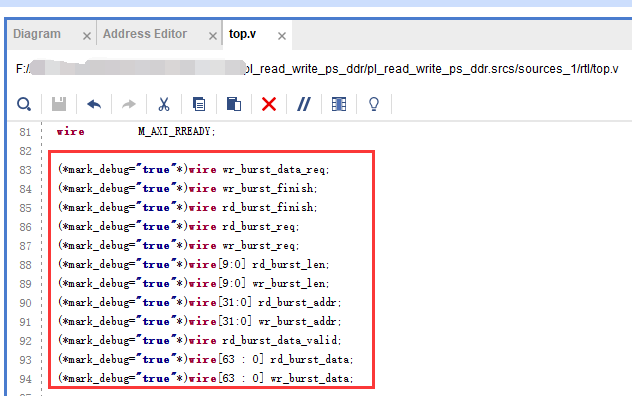 Diagram Address Editor top.v
F:/ pl_read_write_ps_ddr/pl_read_write_ps_ddr.srcs/sources_1/rtl/top.v
81 wire M_AXI_RREADY;
82
83 (*mark_debug="true"*)wire wr_burst_data_req;
84 (*mark_debug="true"*)wire wr_burst_finish;
85 (*mark_debug="true"*)wire rd_burst_finish;
86 (*mark_debug="true"*)wire rd_req;
87 (*mark_debug="true"*)wire wr_burst_req;
88 (*mark_debug="true"*)wire[9:0] rd_burst_len;
89 (*mark_debug="true"*)wire[9:0] wr_burst_len;
90 (*mark_debug="true"*)wire[31:0] rd_burst_addr;
91 (*mark_debug="true"*)wire[31:0] wr_burst_addr;
92 (*mark_debug="true"*)wire rd_burst_data_valid;
93 (*mark_debug="true"*)wire[63 : 0] rd_burst_data;
94 (*mark_debug="true"*)wire[63 : 0] wr_burst_data;